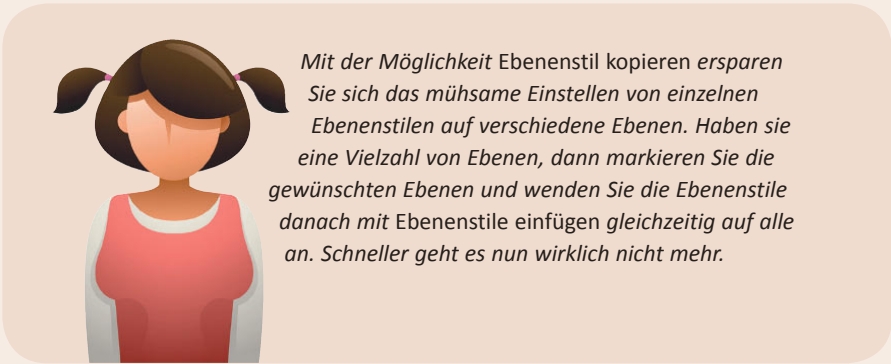 Mit der Möglichkeit Ebenenstil kopieren ersparen
Sie sich das mühsame Einstellen von einzelnen
Ebenenstilen auf verschiedene Ebenen. Haben sie
eine Vielzahl von Ebenen, dann markieren Sie die
gewünschten Ebenen und wenden Sie die Ebenenstile
danach mit Ebenenstile einfügen gleichzeitig auf alle
an. Schneller geht es nun wirklich nicht mehr.